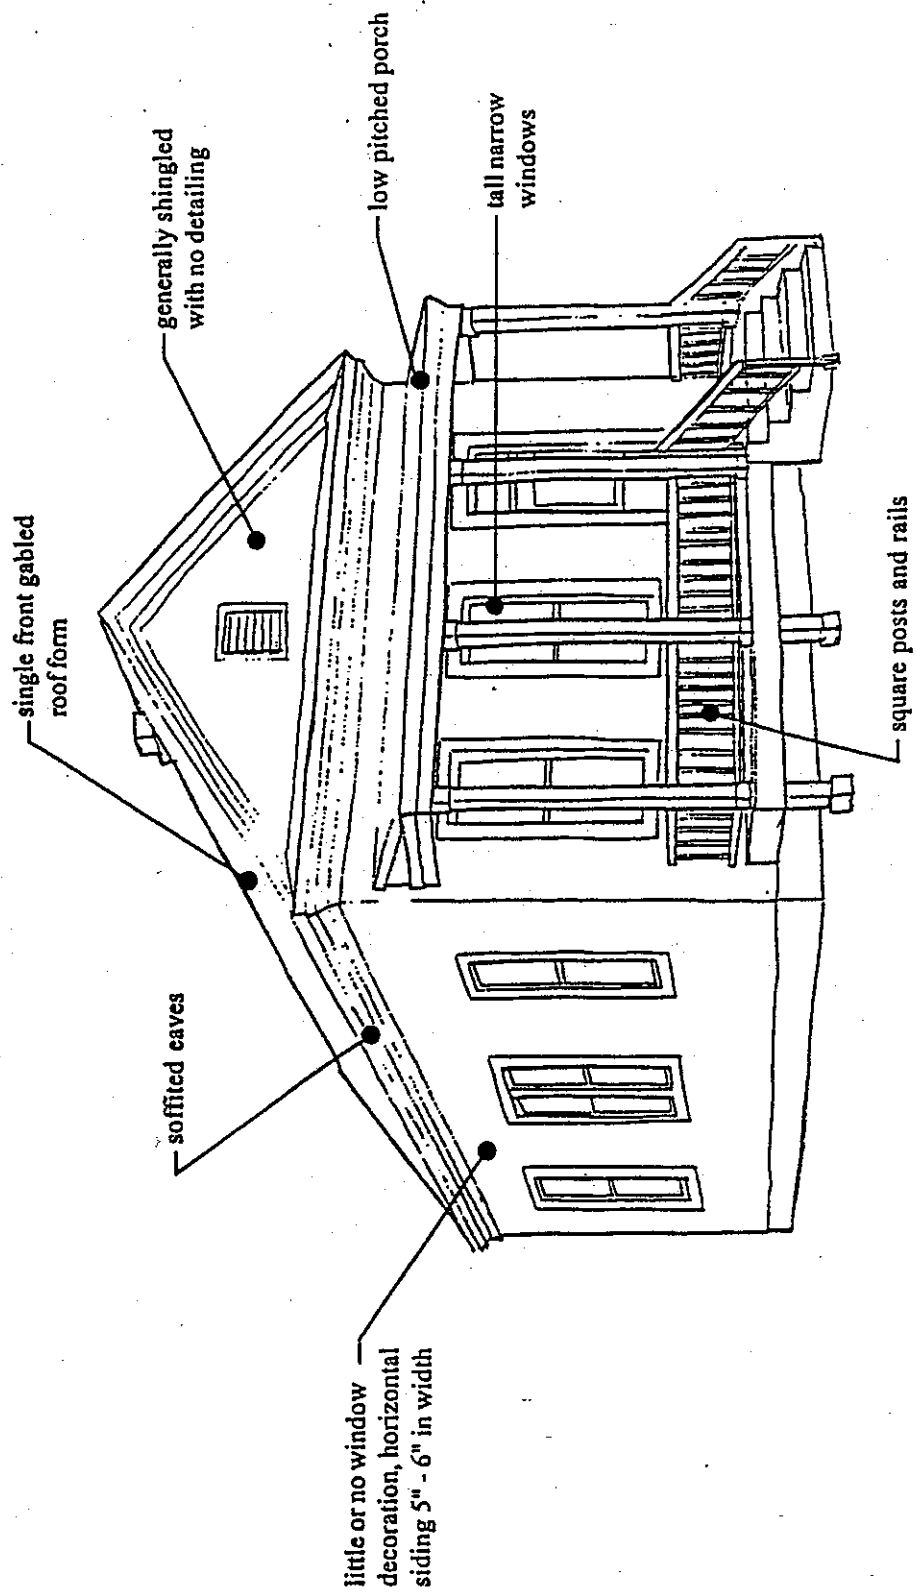 single front gabled
roof form
generally shingled
with no detailing
soffited eaves
low pitched porch
little or no window
decoration, horizontal
siding 5" - 6" in width
tall narrow
windows
square posts and rails